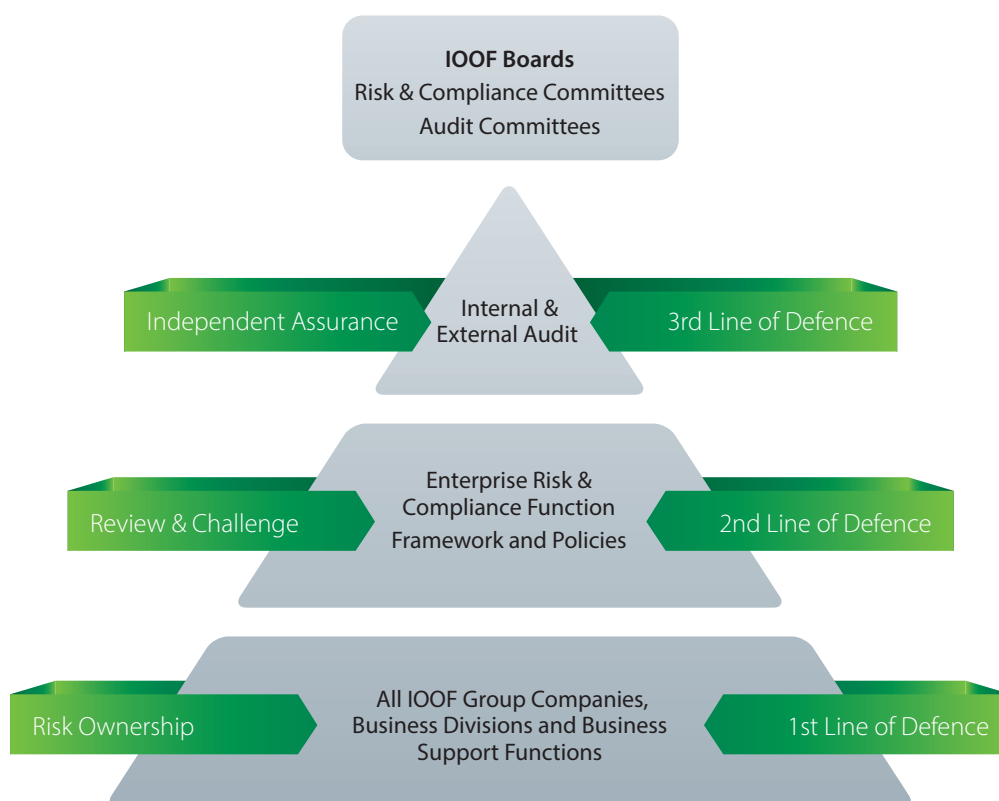 IOOF Boards
Risk & Compliance Committees
Audit Committees
Independent Assurance
Internal &
External Audit
3rd Line of Defence
Review & Challenge
Enterprise Risk &
Compliance Function
Framework and Policies
2nd Line of Defence
Risk Ownership
All IOOF Group Companies,
Business Divisions and Business
Support Functions
1st Line of Defence